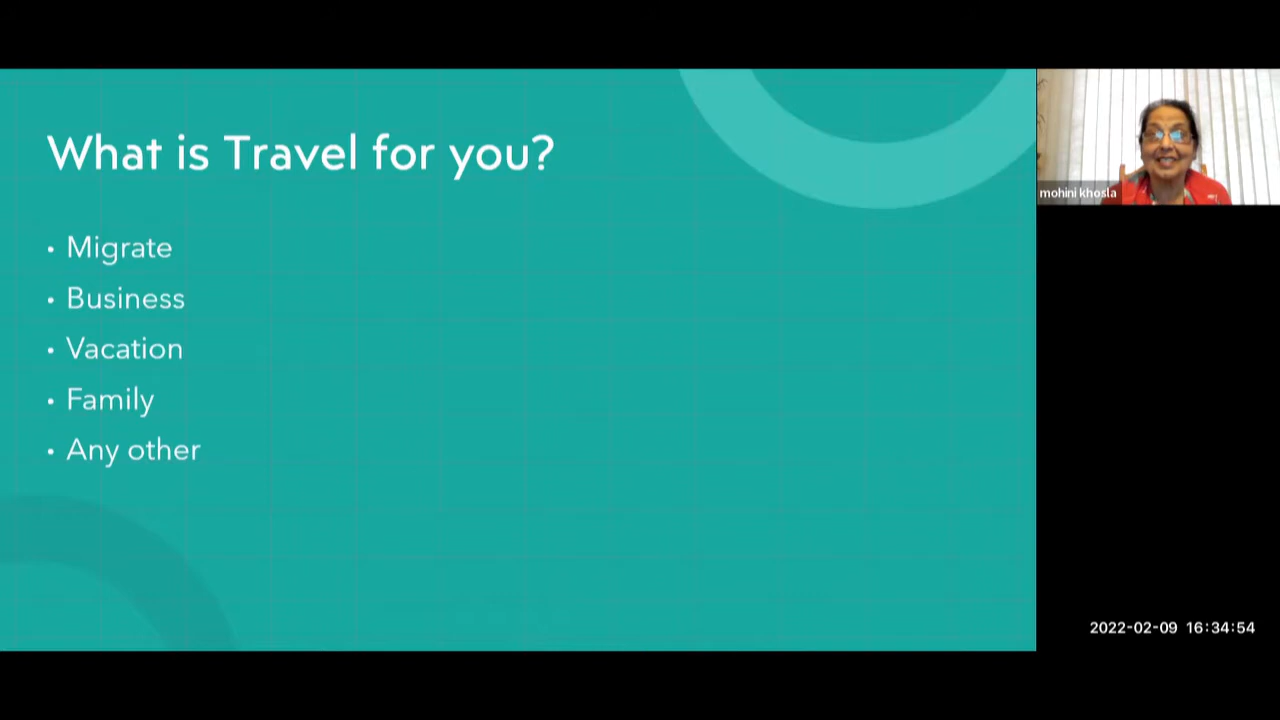 What is Travel for you?
• Migrate
• Business
• Vacation
• Family
• Any other
mohini khosla
2022-02-09 16:34:54